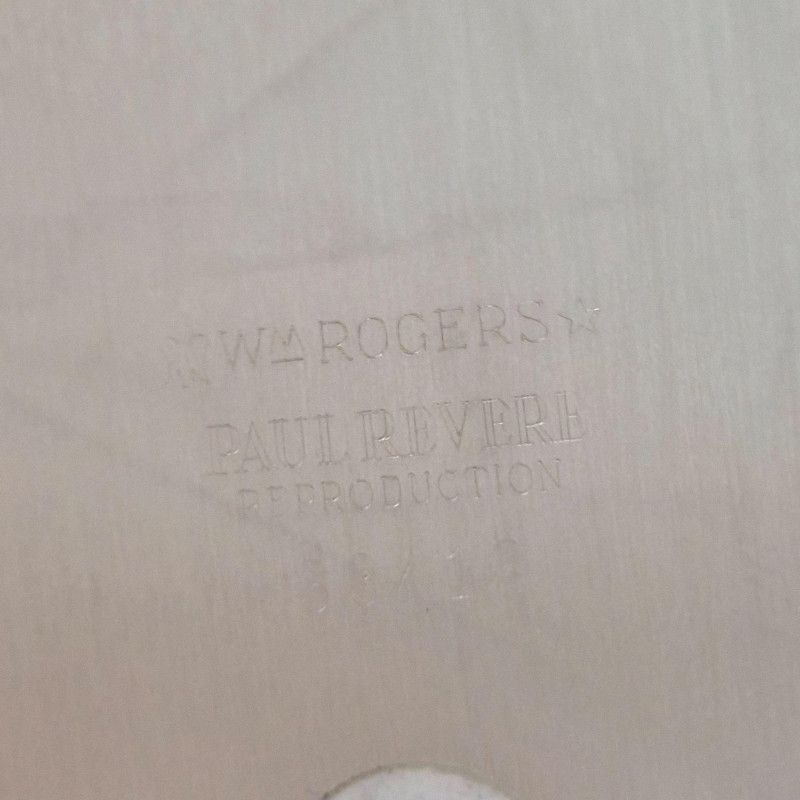 ☆WM ROGERS☆
PAUL REVERE
REPRODUCTION